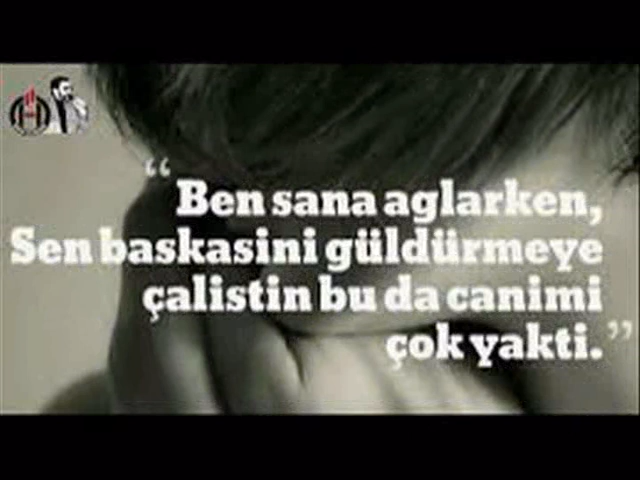 “Ben sana aglarken,
Sen baskasini güldürmeye
çalistin bu da canimi
çok yakti.”